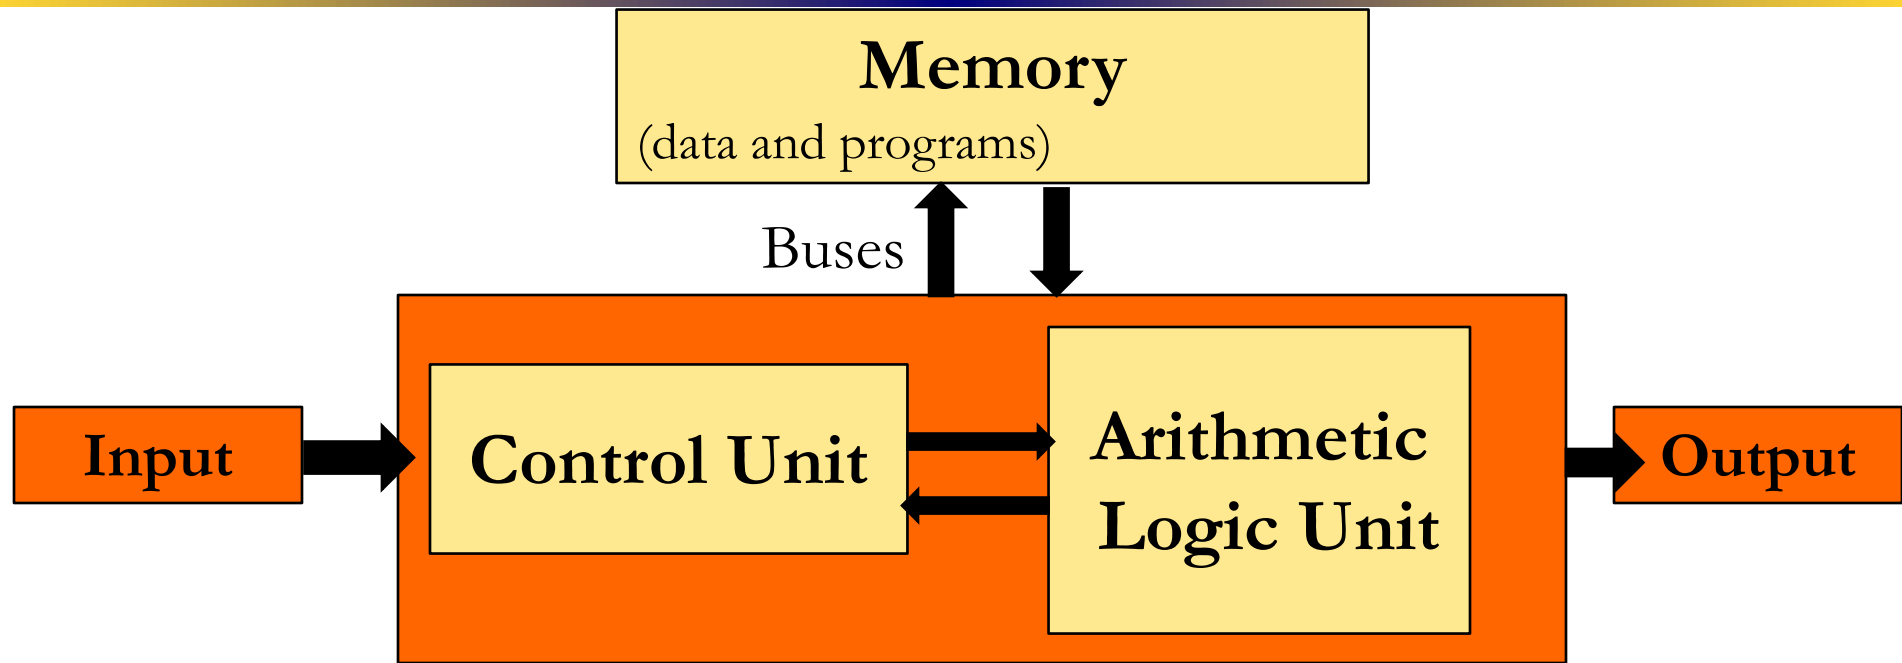 Memory
(data and programs)
Buses
Input
Control Unit
Arithmetic
Logic Unit
Output